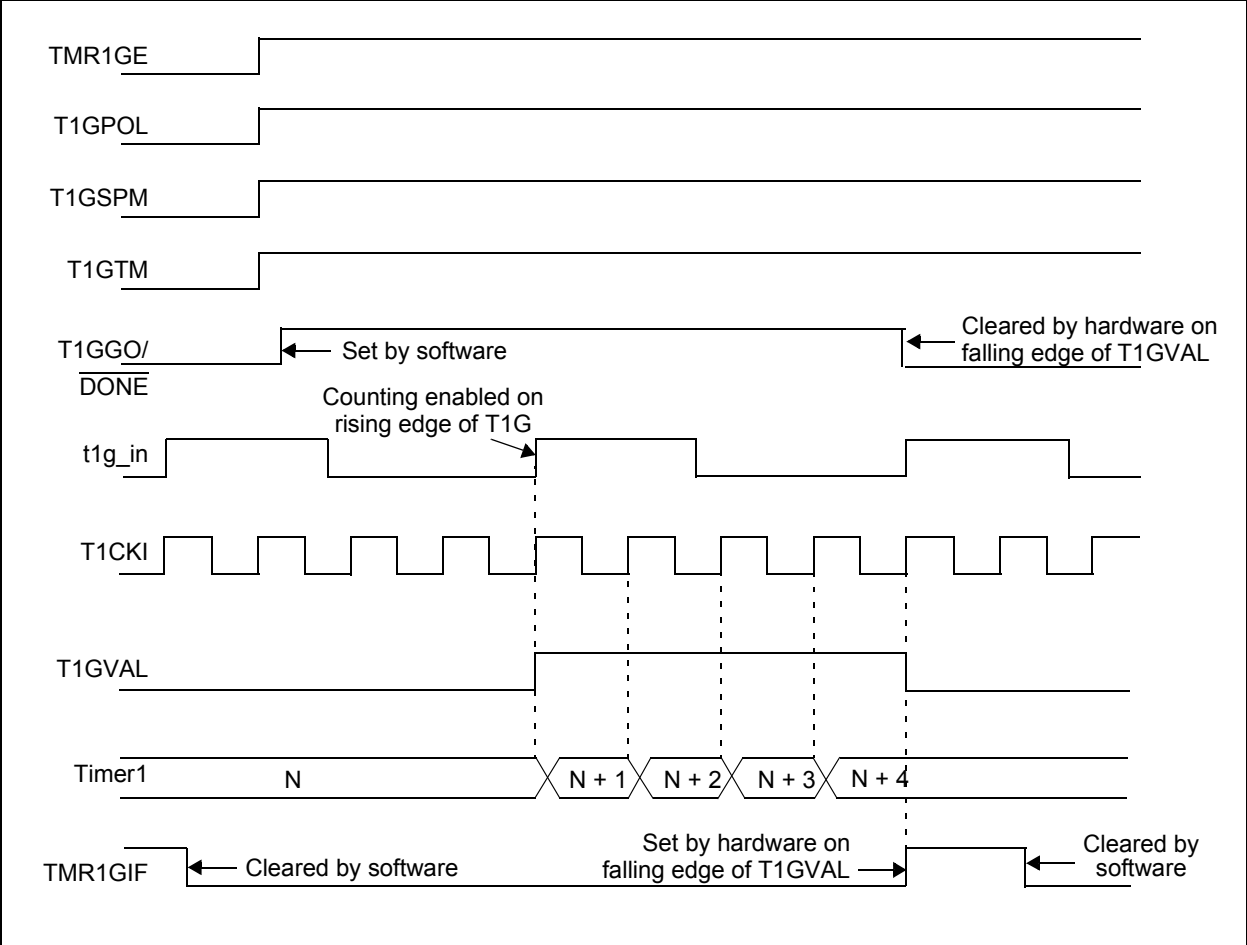 TMR1GE
T1GPOL
T1GSPM
T1GTM
T1GGO/
DONE
Set by software
Cleared by hardware on
falling edge of T1GVAL
Counting enabled on
rising edge of T1G
t1g_in
T1CKI
T1GVAL
Timer1
N
N + 1
N + 2
N + 3
N + 4
TMR1GIF
Cleared by software
Set by hardware on
falling edge of T1GVAL
Cleared by
software